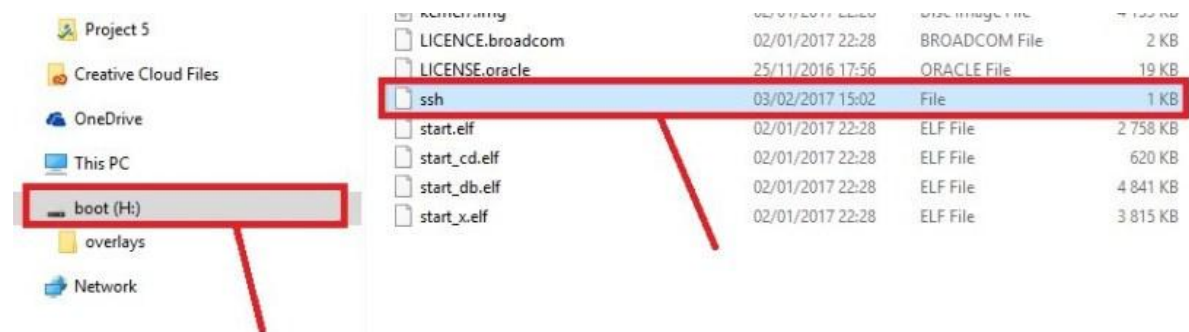 Project 5
Creative Cloud Files
OneDrive
This PC
boot (H:)
overlays
Network
LICENCE.broadcom 02/01/2017 22:28 BROADCOM File 2 KB
LICENSE.oracle 25/11/2016 17:56 ORACLE File 19 KB
ssh 03/02/2017 15:02 File 1 KB
start.elf 02/01/2017 22:28 ELF File 2 758 KB
start_cd.elf 02/01/2017 22:28 ELF File 620 KB
start_db.elf 02/01/2017 22:28 ELF File 4 841 KB
start_x.elf 02/01/2017 22:28 ELF File 3 815 KB